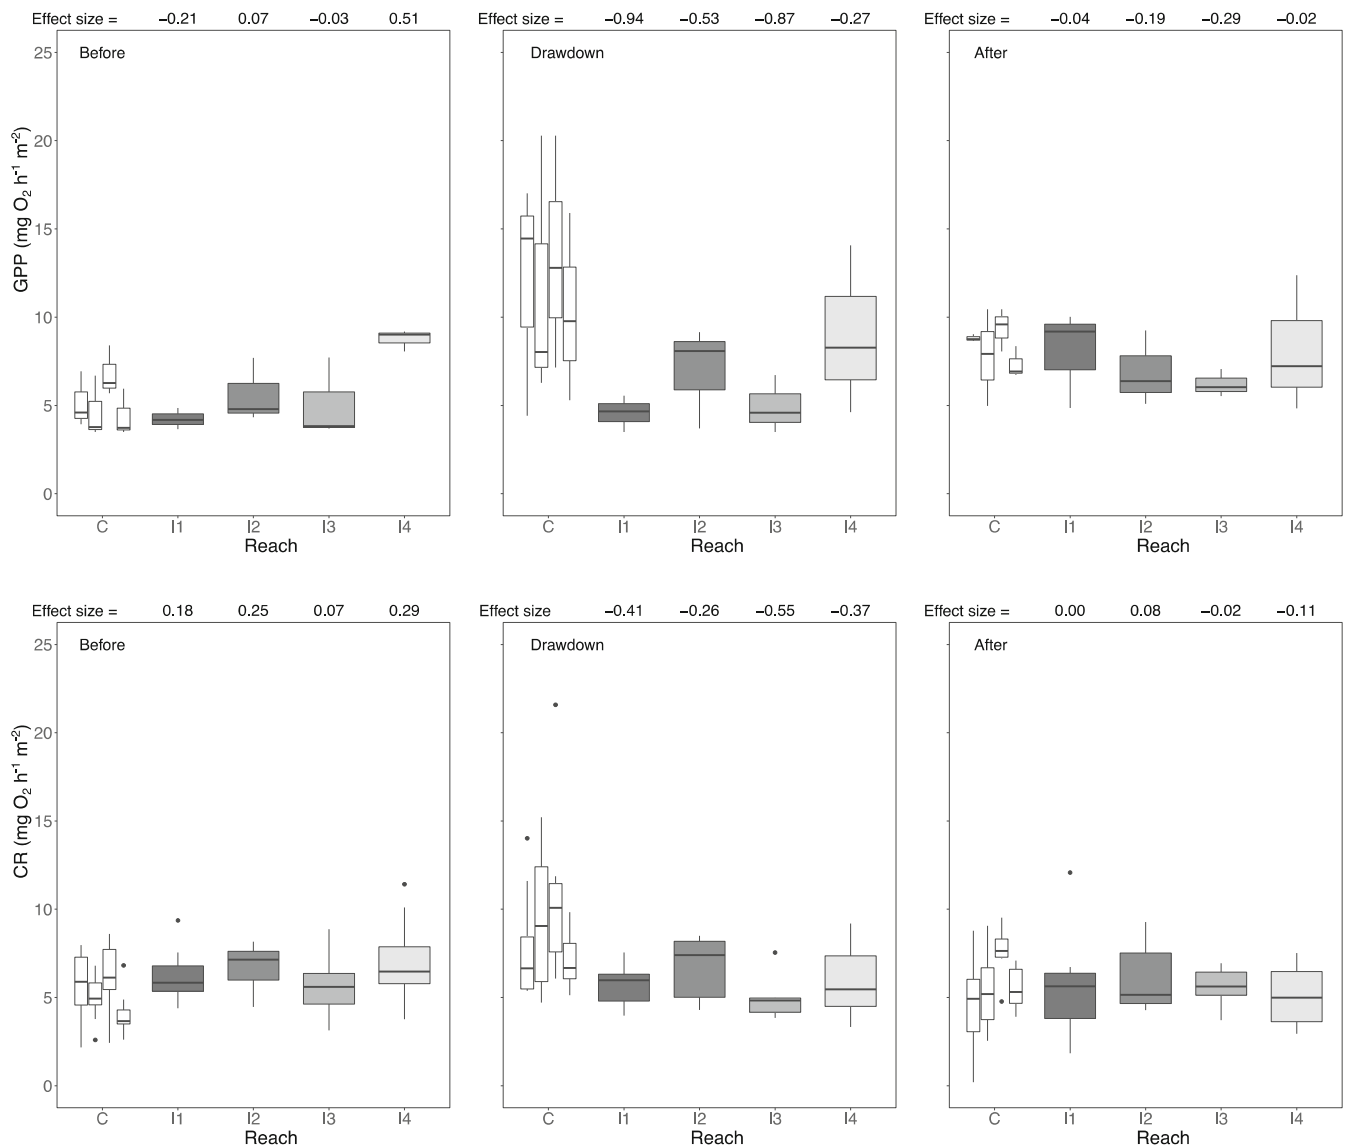 Effect size = −0.21 0.07 −0.03 0.51
Effect size = −0.94 −0.53 −0.87 −0.27
Effect size = −0.04 −0.19 −0.29 −0.02
Before
Drawdown
After
25
20
15
10
5
0
GPP (mg O₂ h⁻¹ m⁻²)
C I1 I2 I3 I4
Reach
C I1 I2 I3 I4
Reach
C I1 I2 I3 I4
Reach
Effect size = 0.18 0.25 0.07 0.29
Effect size −0.41 −0.26 −0.55 −0.37
Effect size = 0.00 0.08 −0.02 −0.11
Before
Drawdown
After
25
20
15
10
5
0
CR (mg O₂ h⁻¹ m⁻²)
C I1 I2 I3 I4
Reach
C I1 I2 I3 I4
Reach
C I1 I2 I3 I4
Reach